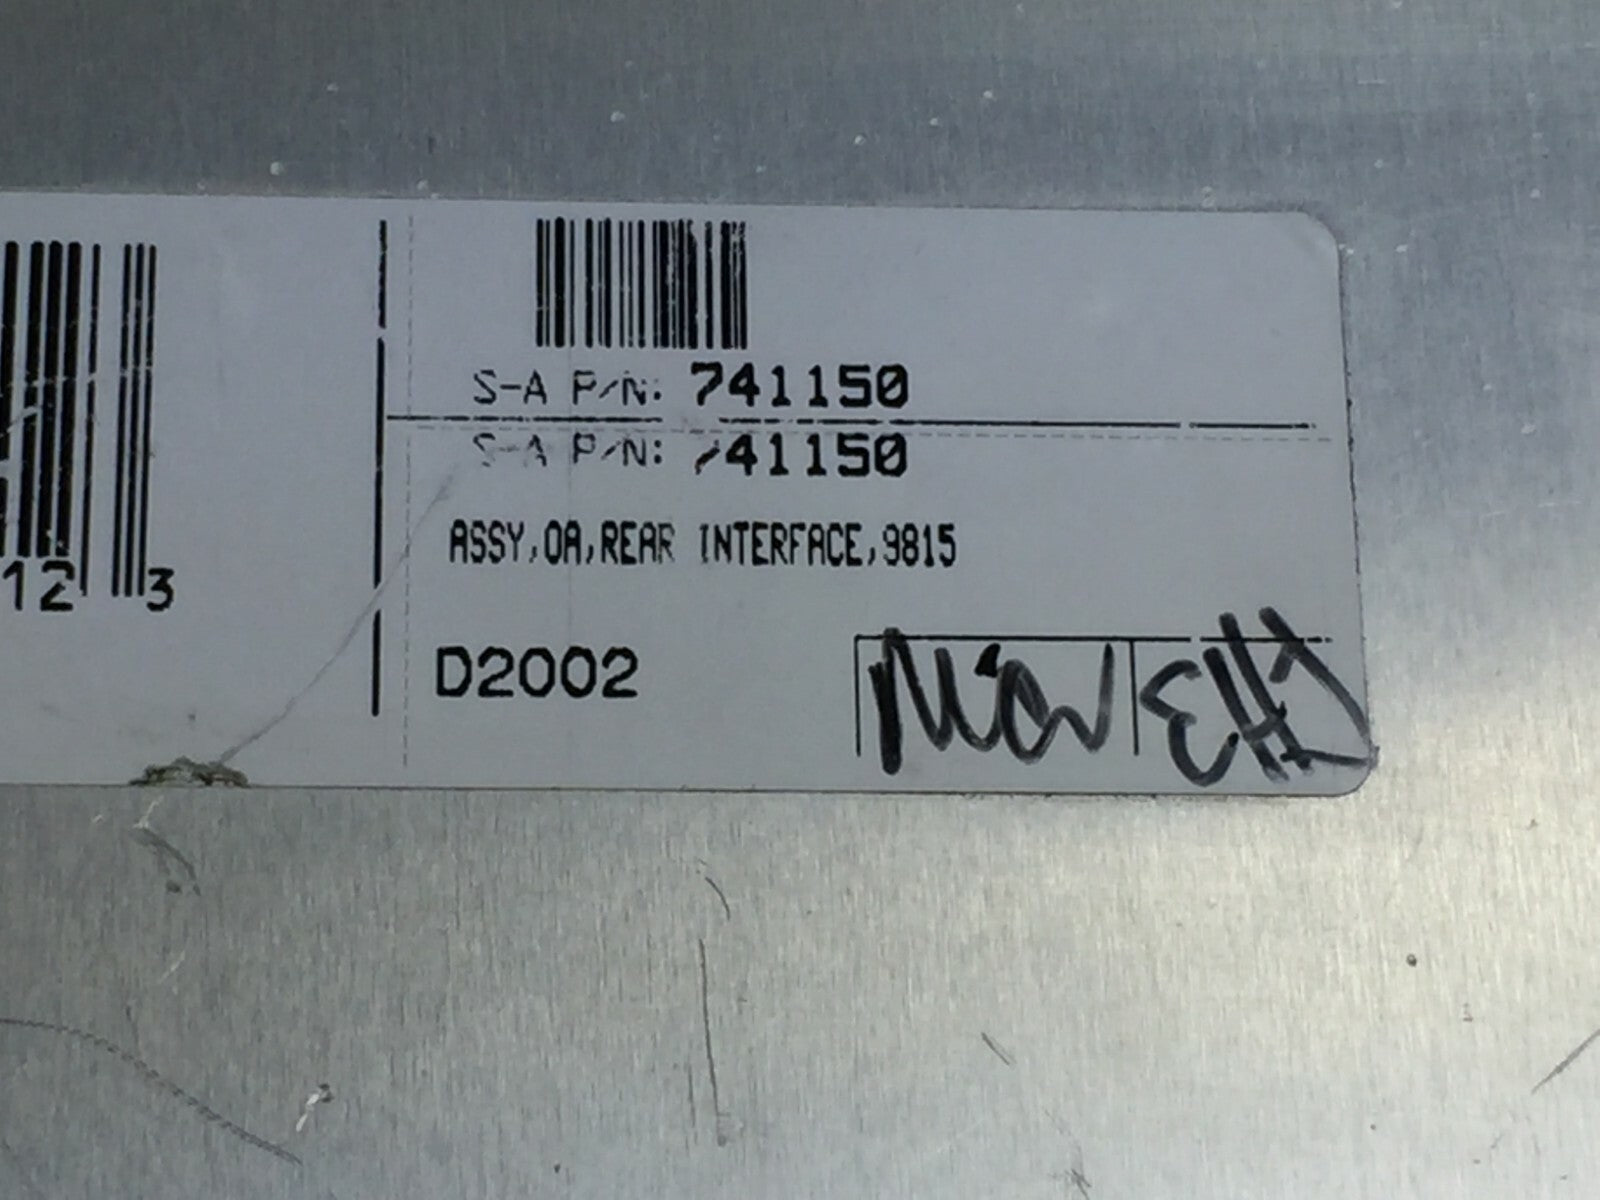 12 3
S-A P/N: 741150
S-A P/N: 741150
ASSY,OA,REAR INTERFACE,9815
D2002